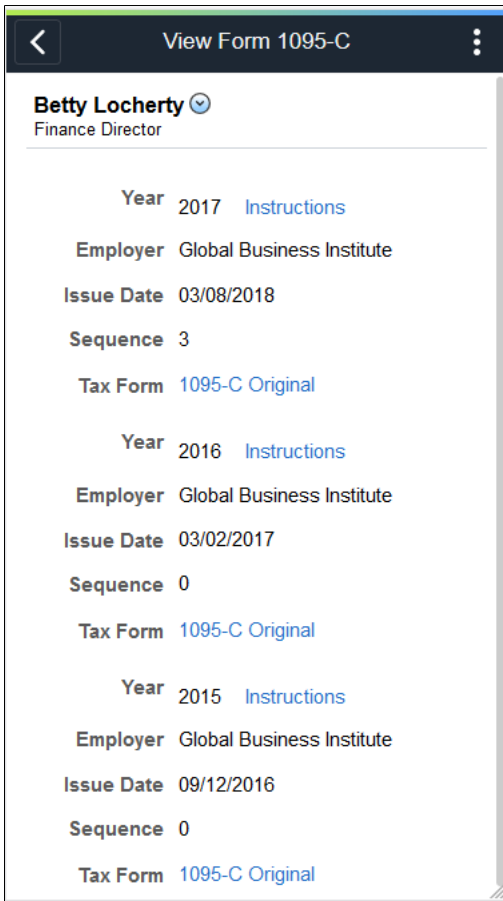 View Form 1095-C
Betty Locherty
Finance Director
Year 2017 Instructions
Employer Global Business Institute
Issue Date 03/08/2018
Sequence 3
Tax Form 1095-C Original
Year 2016 Instructions
Employer Global Business Institute
Issue Date 03/02/2017
Sequence 0
Tax Form 1095-C Original
Year 2015 Instructions
Employer Global Business Institute
Issue Date 09/12/2016
Sequence 0
Tax Form 1095-C Original